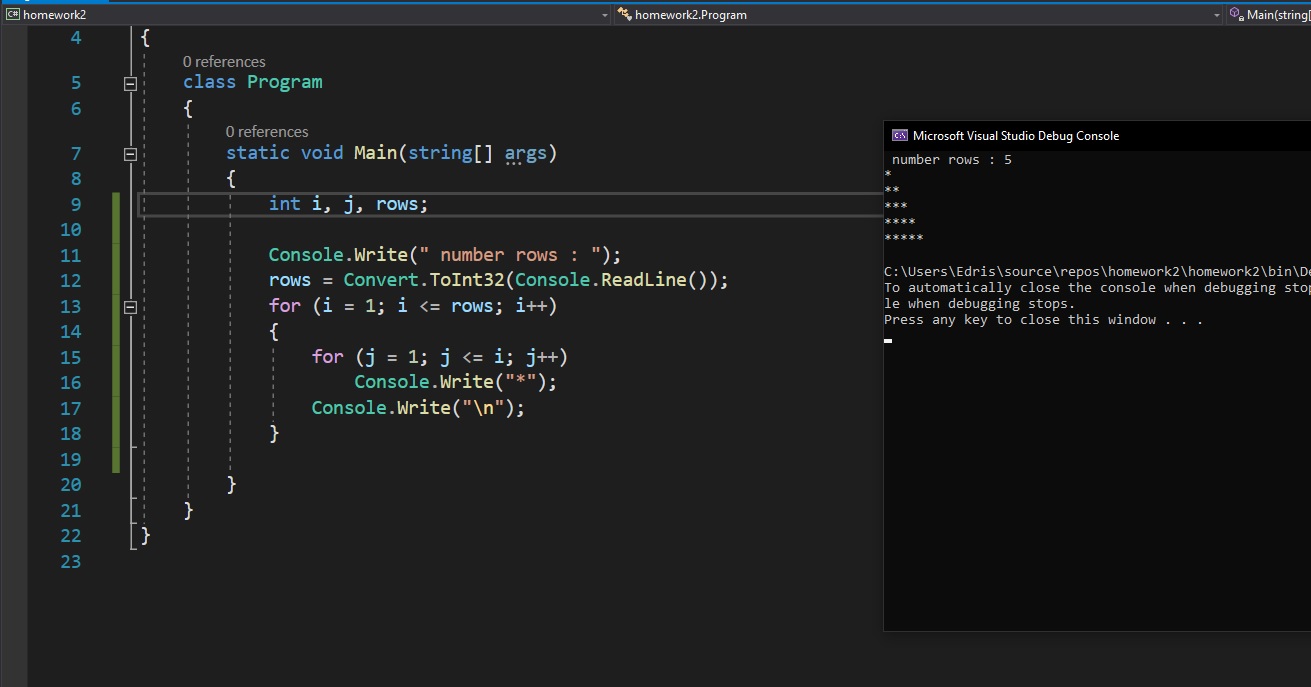 C# homework2
homework2.Program
Main(string[
4 {
0 references
5 class Program
6 {
0 references
7 static void Main(string[] args)
8 {
9 int i, j, rows;
10
11 Console.Write(" number rows : ");
12 rows = Convert.ToInt32(Console.ReadLine());
13 for (i = 1; i <= rows; i++)
14 {
15 for (j = 1; j <= i; j++)
16 Console.Write("*");
17 Console.Write("\n");
18 }
19
20 }
21 }
22 }
23
C:\ Microsoft Visual Studio Debug Console
number rows : 5
*
**
***
****
*****
C:\Users\Edris\source\repos\homework2\homework2\bin\De
To automatically close the console when debugging stop
le when debugging stops.
Press any key to close this window . . .